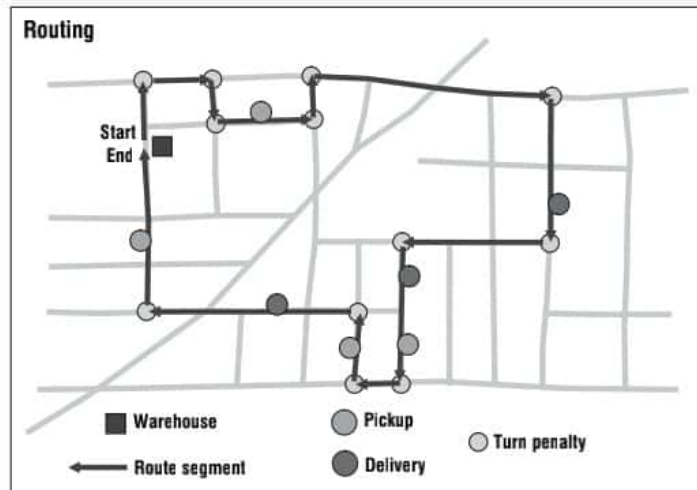 Routing
Start
End
Warehouse
Pickup
Turn penalty
Route segment
Delivery